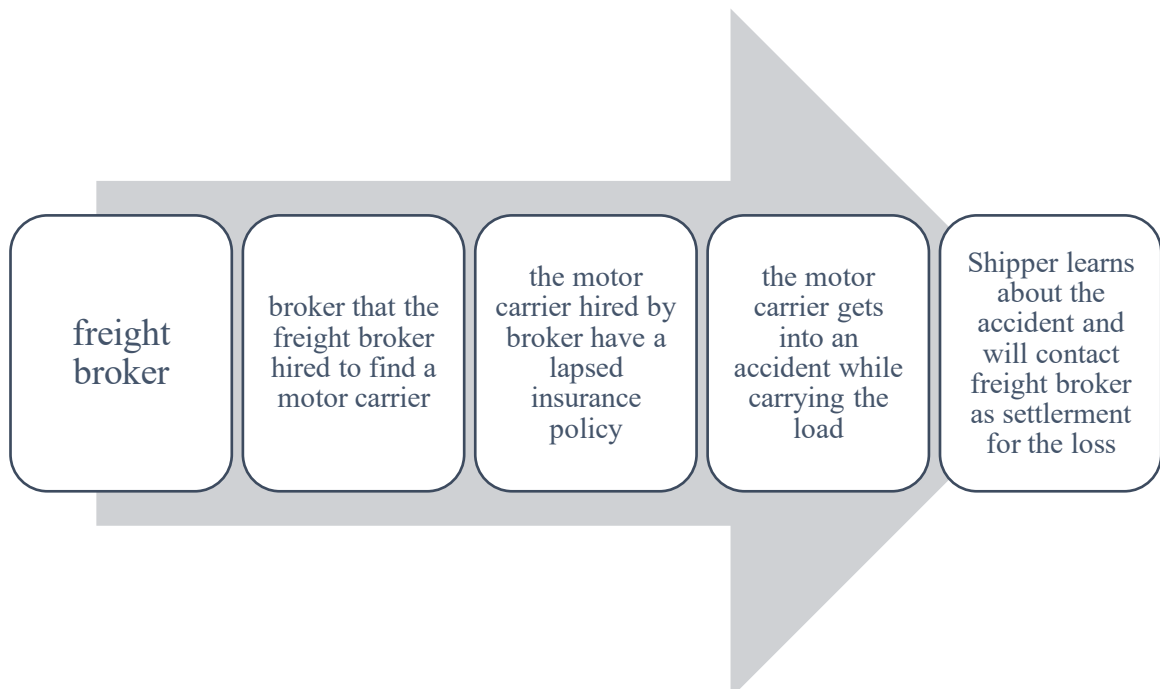 freight
broker
broker that the
freight broker
hired to find a
motor carrier
the motor
carrier hired by
broker have a
lapsed
insurance
policy
the motor
carrier gets
into an
accident while
carrying the
load
Shipper learns
about the
accident and
will contact
freight broker
as settlerment
for the loss